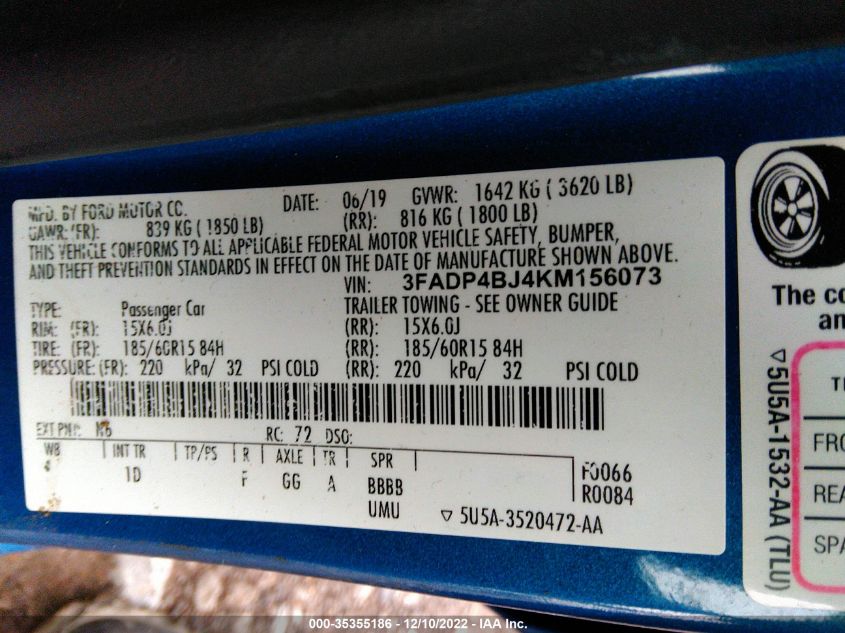 MFD. BY FORD MOTOR CO. DATE: 06/19 GVWR: 1642 KG ( 3620 LB)
GAWR: (FR): 839 KG ( 1850 LB) (RR): 816 KG ( 1800 LB)
THIS VEHICLE CONFORMS TO ALL APPLICABLE FEDERAL MOTOR VEHICLE SAFETY, BUMPER,
AND THEFT PREVENTION STANDARDS IN EFFECT ON THE DATE OF MANUFACTURE SHOWN ABOVE.
VIN: 3FADP4BJ4KM156073
TYPE: Passenger Car TRAILER TOWING - SEE OWNER GUIDE
RIM: (FR): 15X6.0J (RR): 15X6.0J
TIRE: (FR): 185/60R15 84H (RR): 185/60R15 84H
PRESSURE: (FR): 220 kPa/ 32 PSI COLD (RR): 220 kPa/ 32 PSI COLD
EXT PNT: N6 RC: 72 DSO:
WB INT TR TP/PS R AXLE TR SPR
1D F GG A BBBB
UMU
F0066
R0084
▽ 5U5A-3520472-AA
The co
an
▽5U5A-1532-AA (TLU)
FRO
REA
SPA
000-35355186 - 12/10/2022 - IAA Inc.